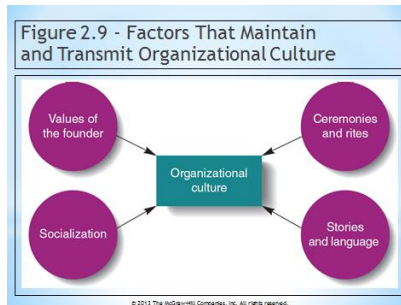 Figure 2.9 - Factors That Maintain
and Transmit Organizational Culture
Values of
the founder
Ceremonies
and rites
Organizational
culture
Socialization
Stories
and language
© 2013 The McGraw-Hill Companies, Inc. All rights reserved.